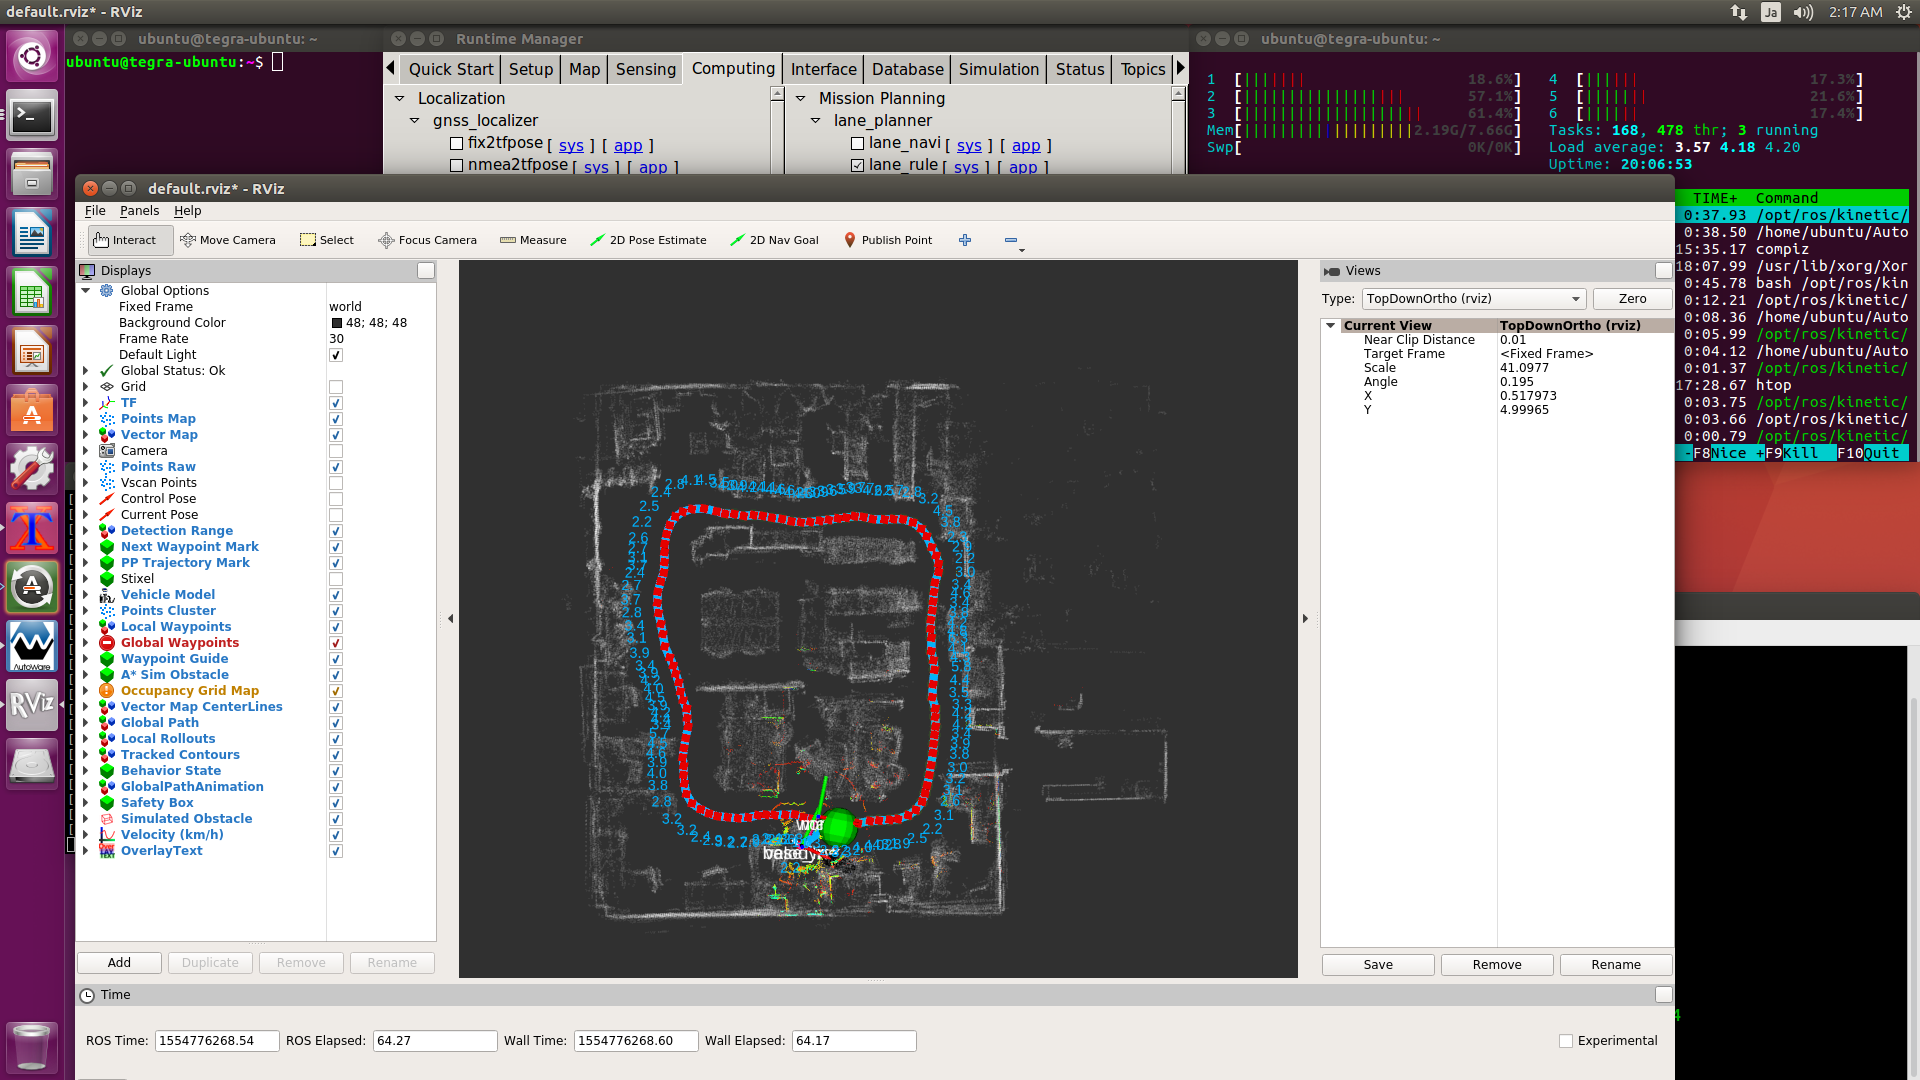 default.rviz* - RViz
Ja
2:17 AM
ubuntu@tegra-ubuntu: ~
Runtime Manager
ubuntu@tegra-ubuntu: ~
ubuntu@tegra-ubuntu:~$
Quick Start Setup Map Sensing Computing Interface Database Simulation Status Topics
Localization
gnss_localizer
fix2tfpose [ sys ] [ app ]
nmea2tfpose [ sys ] [ app ]
Mission Planning
lane_planner
lane_navi [ sys ] [ app ]
lane_rule [ sys ] [ app ]
1 [|||||||| 18.6%] 4 [||||||| 17.3%]
2 [|||||||||||||||||||||| 57.1%] 5 [|||||||| 21.6%]
3 [|||||||||||||||||||||||| 61.4%] 6 [||||||| 17.4%]
Mem[|||||||||||||||||||||||2.19G/7.66G] Tasks: 168, 478 thr; 3 running
Swp[ 0K/0K] Load average: 3.57 4.18 4.20
Uptime: 20:06:53
TIME+ Command
0:37.93 /opt/ros/kinetic/
0:38.50 /home/ubuntu/Auto
15:35.17 compiz
18:07.99 /usr/lib/xorg/Xor
0:45.78 bash /opt/ros/kin
0:12.21 /opt/ros/kinetic/
0:08.36 /home/ubuntu/Auto
0:05.99 /opt/ros/kinetic/
0:04.12 /home/ubuntu/Auto
0:01.37 /opt/ros/kinetic/
17:28.67 htop
0:03.75 /opt/ros/kinetic/
0:03.66 /opt/ros/kinetic/
0:00.79 /opt/ros/kinetic/
-F8Nice +F9Kill F10Quit
default.rviz* - RViz
File Panels Help
Interact Move Camera Select Focus Camera Measure 2D Pose Estimate 2D Nav Goal Publish Point
Displays
Global Options
Fixed Frame world
Background Color 48; 48; 48
Frame Rate 30
Default Light
Global Status: Ok
Grid
TF
Points Map
Vector Map
Camera
Points Raw
Vscan Points
Control Pose
Current Pose
Detection Range
Next Waypoint Mark
PP Trajectory Mark
Stixel
Vehicle Model
Points Cluster
Local Waypoints
Global Waypoints
Waypoint Guide
A* Sim Obstacle
Occupancy Grid Map
Vector Map CenterLines
Global Path
Local Rollouts
Tracked Contours
Behavior State
GlobalPathAnimation
Safety Box
Simulated Obstacle
Velocity (km/h)
OverlayText
Add Duplicate Remove Rename
Views
Type: TopDownOrtho (rviz) Zero
Current View TopDownOrtho (rviz)
Near Clip Distance 0.01
Target Frame <Fixed Frame>
Scale 41.0977
Angle 0.195
X 0.517973
Y 4.99965
Save Remove Rename
Time
ROS Time: 1554776268.54 ROS Elapsed: 64.27 Wall Time: 1554776268.60 Wall Elapsed: 64.17 Experimental
AutoWare
RViz